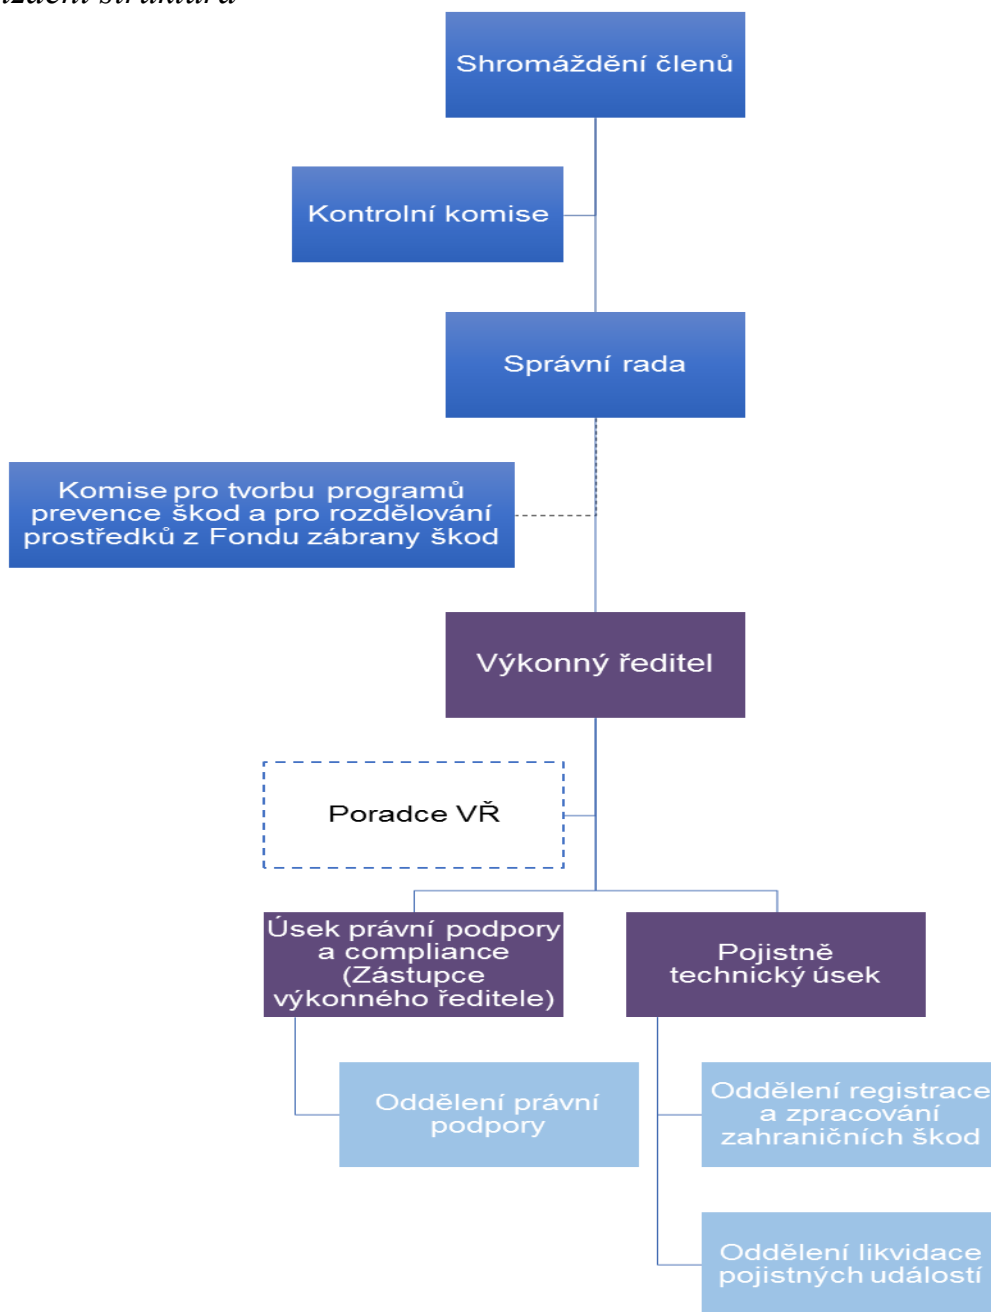 struktura
Shromáždění členů
Kontrolní komise
Správní rada
Komise pro tvorbu programů
prevence škod a pro rozdělování
prostředků z Fondu zábrany škod
Výkonný ředitel
Poradce VŘ
Úsek právní podpory
a compliance
(Zástupce
výkonného ředitele)
Pojistně
technický úsek
Oddělení právní
podpory
Oddělení registrace
a zpracování
zahraničních škod
Oddělení likvidace
pojistných událostí